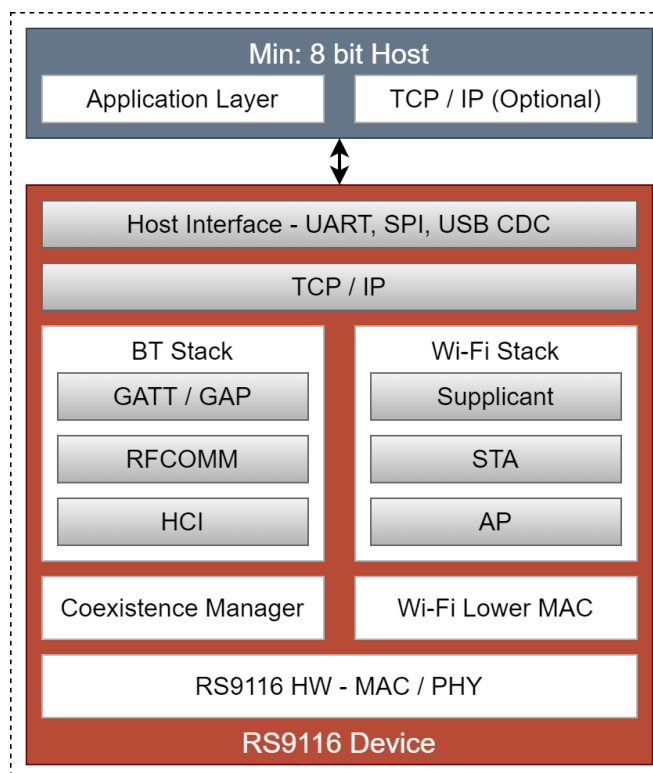 Min: 8 bit Host
Application Layer
TCP / IP (Optional)
Host Interface - UART, SPI, USB CDC
TCP / IP
BT Stack
GATT / GAP
RFCOMM
HCI
Wi-Fi Stack
Supplicant
STA
AP
Coexistence Manager
Wi-Fi Lower MAC
RS9116 HW - MAC / PHY
RS9116 Device